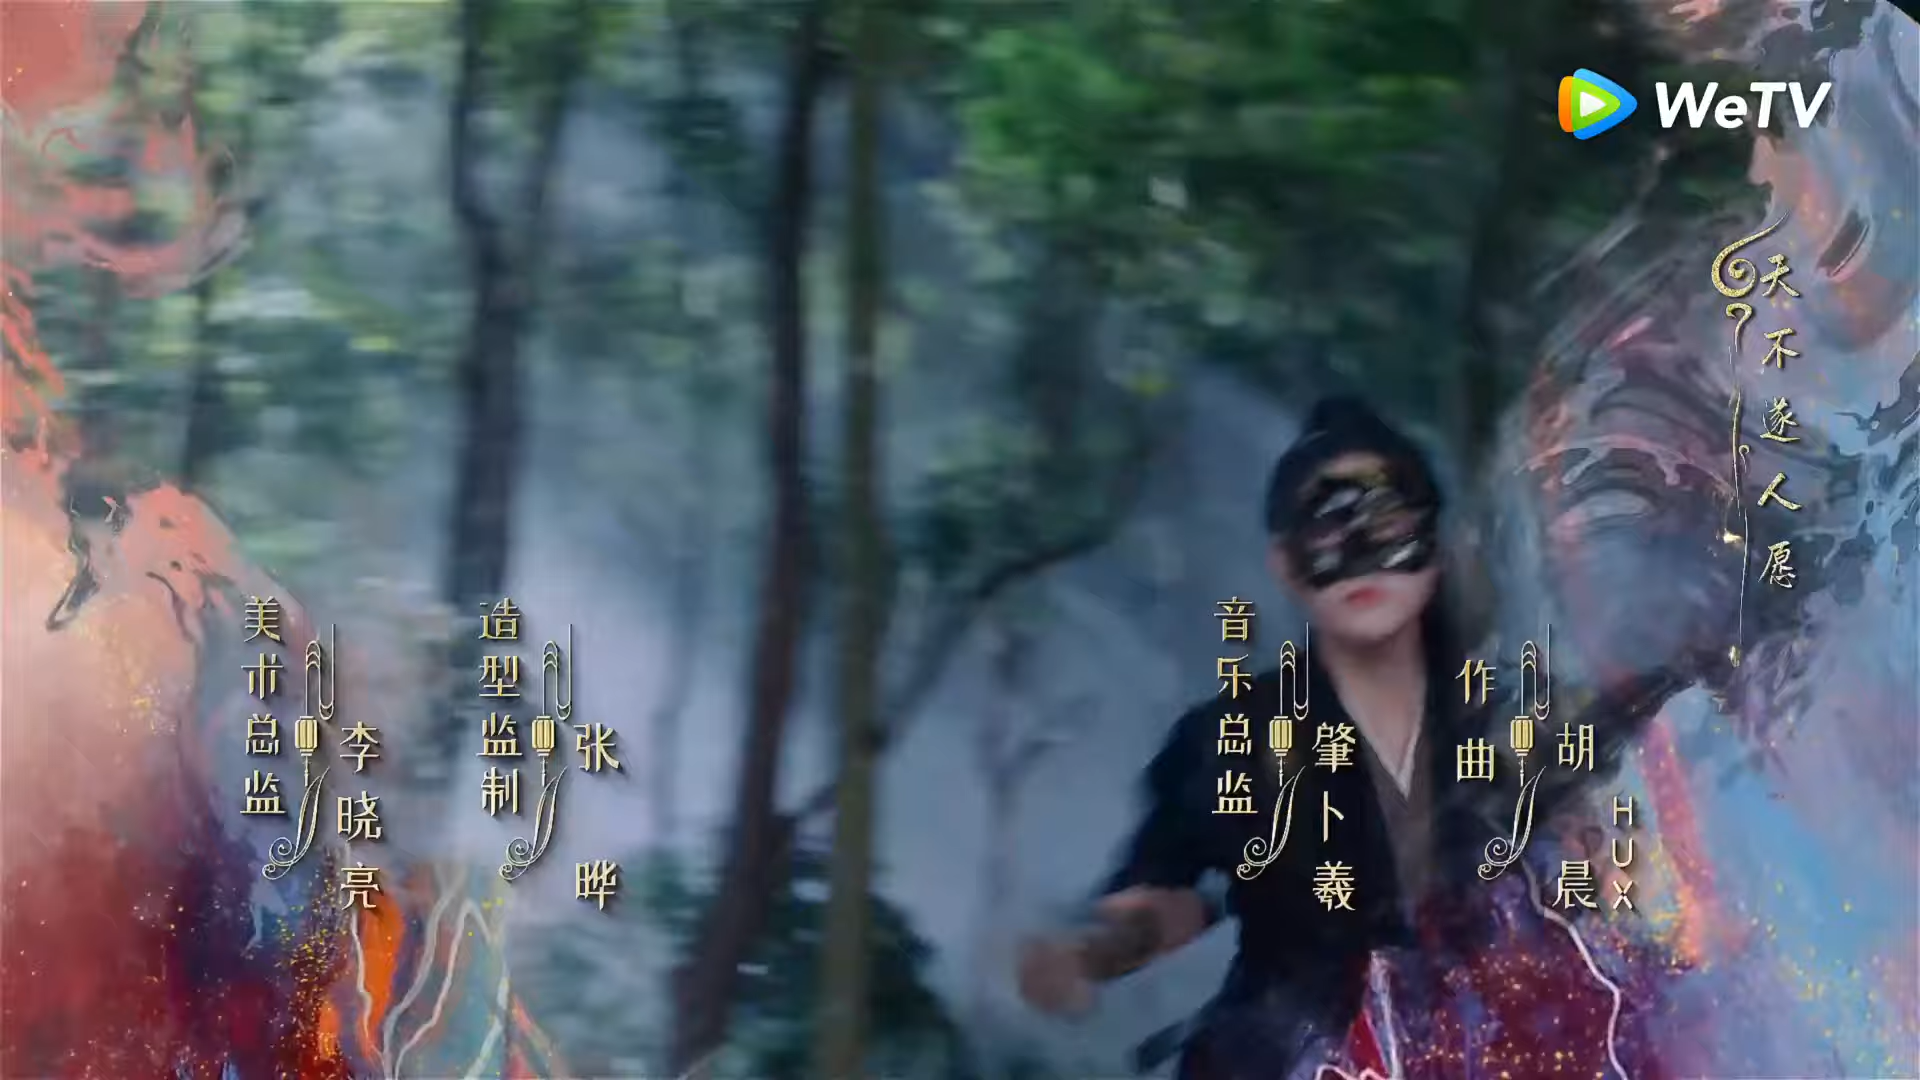 WeTV
天不遂人愿
美术总监
李晓亮
造型监制
张晔
音乐总监
肇卜羲
作曲
胡晨
HUX